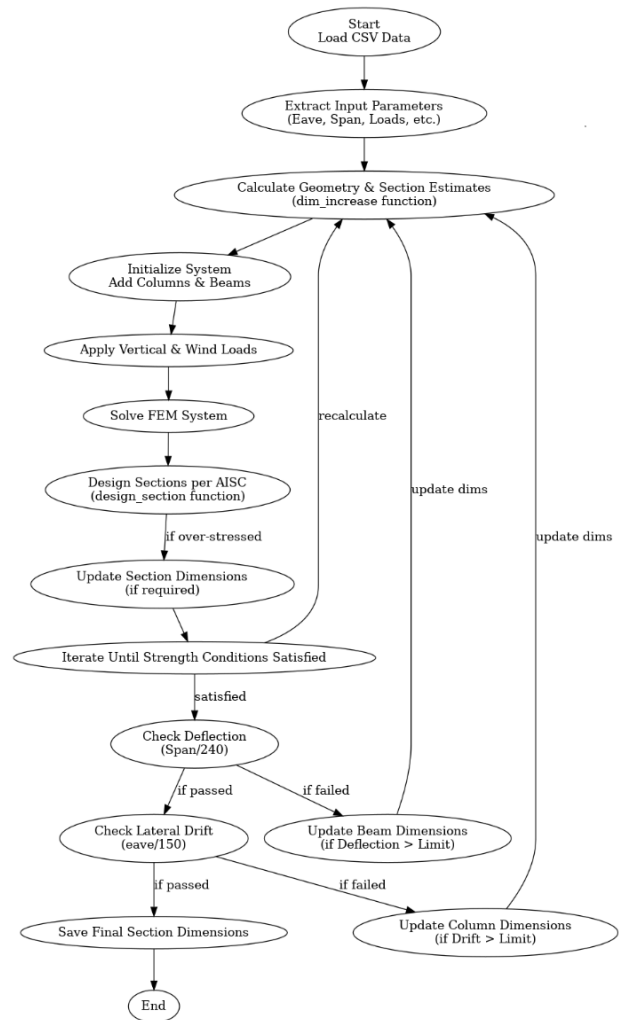 Start
Load CSV Data
Extract Input Parameters
(Eave, Span, Loads, etc.)
Calculate Geometry & Section Estimates
(dim_increase function)
Initialize System
Add Columns & Beams
Apply Vertical & Wind Loads
Solve FEM System
recalculate
Design Sections per AISC
(design_section function)
update dims
if over-stressed
update dims
Update Section Dimensions
(if required)
Iterate Until Strength Conditions Satisfied
satisfied
Check Deflection
(Span/240)
if passed
if failed
Check Lateral Drift
(eave/150)
Update Beam Dimensions
(if Deflection > Limit)
if passed
if failed
Save Final Section Dimensions
Update Column Dimensions
(if Drift > Limit)
End